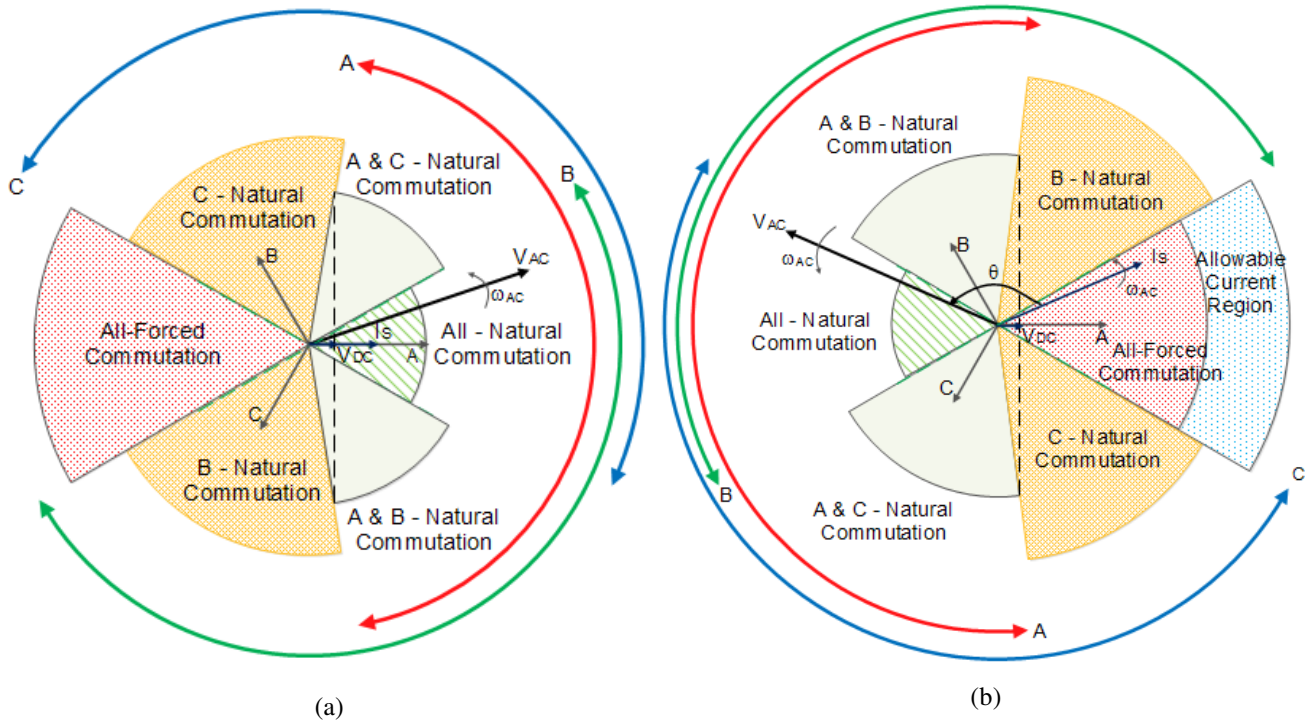 A
C
B
C - Natural
Commutation
A & C - Natural
Commutation
B
VAC
ωAC
All-Forced
Commutation
IS
VDC
A
All - Natural
Commutation
C
B - Natural
Commutation
A & B - Natural
Commutation
(a)
A & B - Natural
Commutation
B - Natural
Commutation
VAC
ωAC
B
θ
IS
ωAC
Allowable
Current
Region
All - Natural
Commutation
VDC
A
All-Forced
Commutation
C
B
C - Natural
Commutation
C
A & C - Natural
Commutation
A
(b)